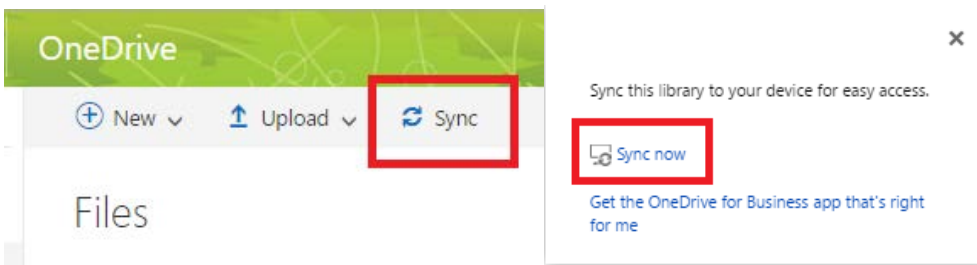 OneDrive
New Upload Sync
Files
Sync this library to your device for easy access.
Sync now
Get the OneDrive for Business app that's right
for me